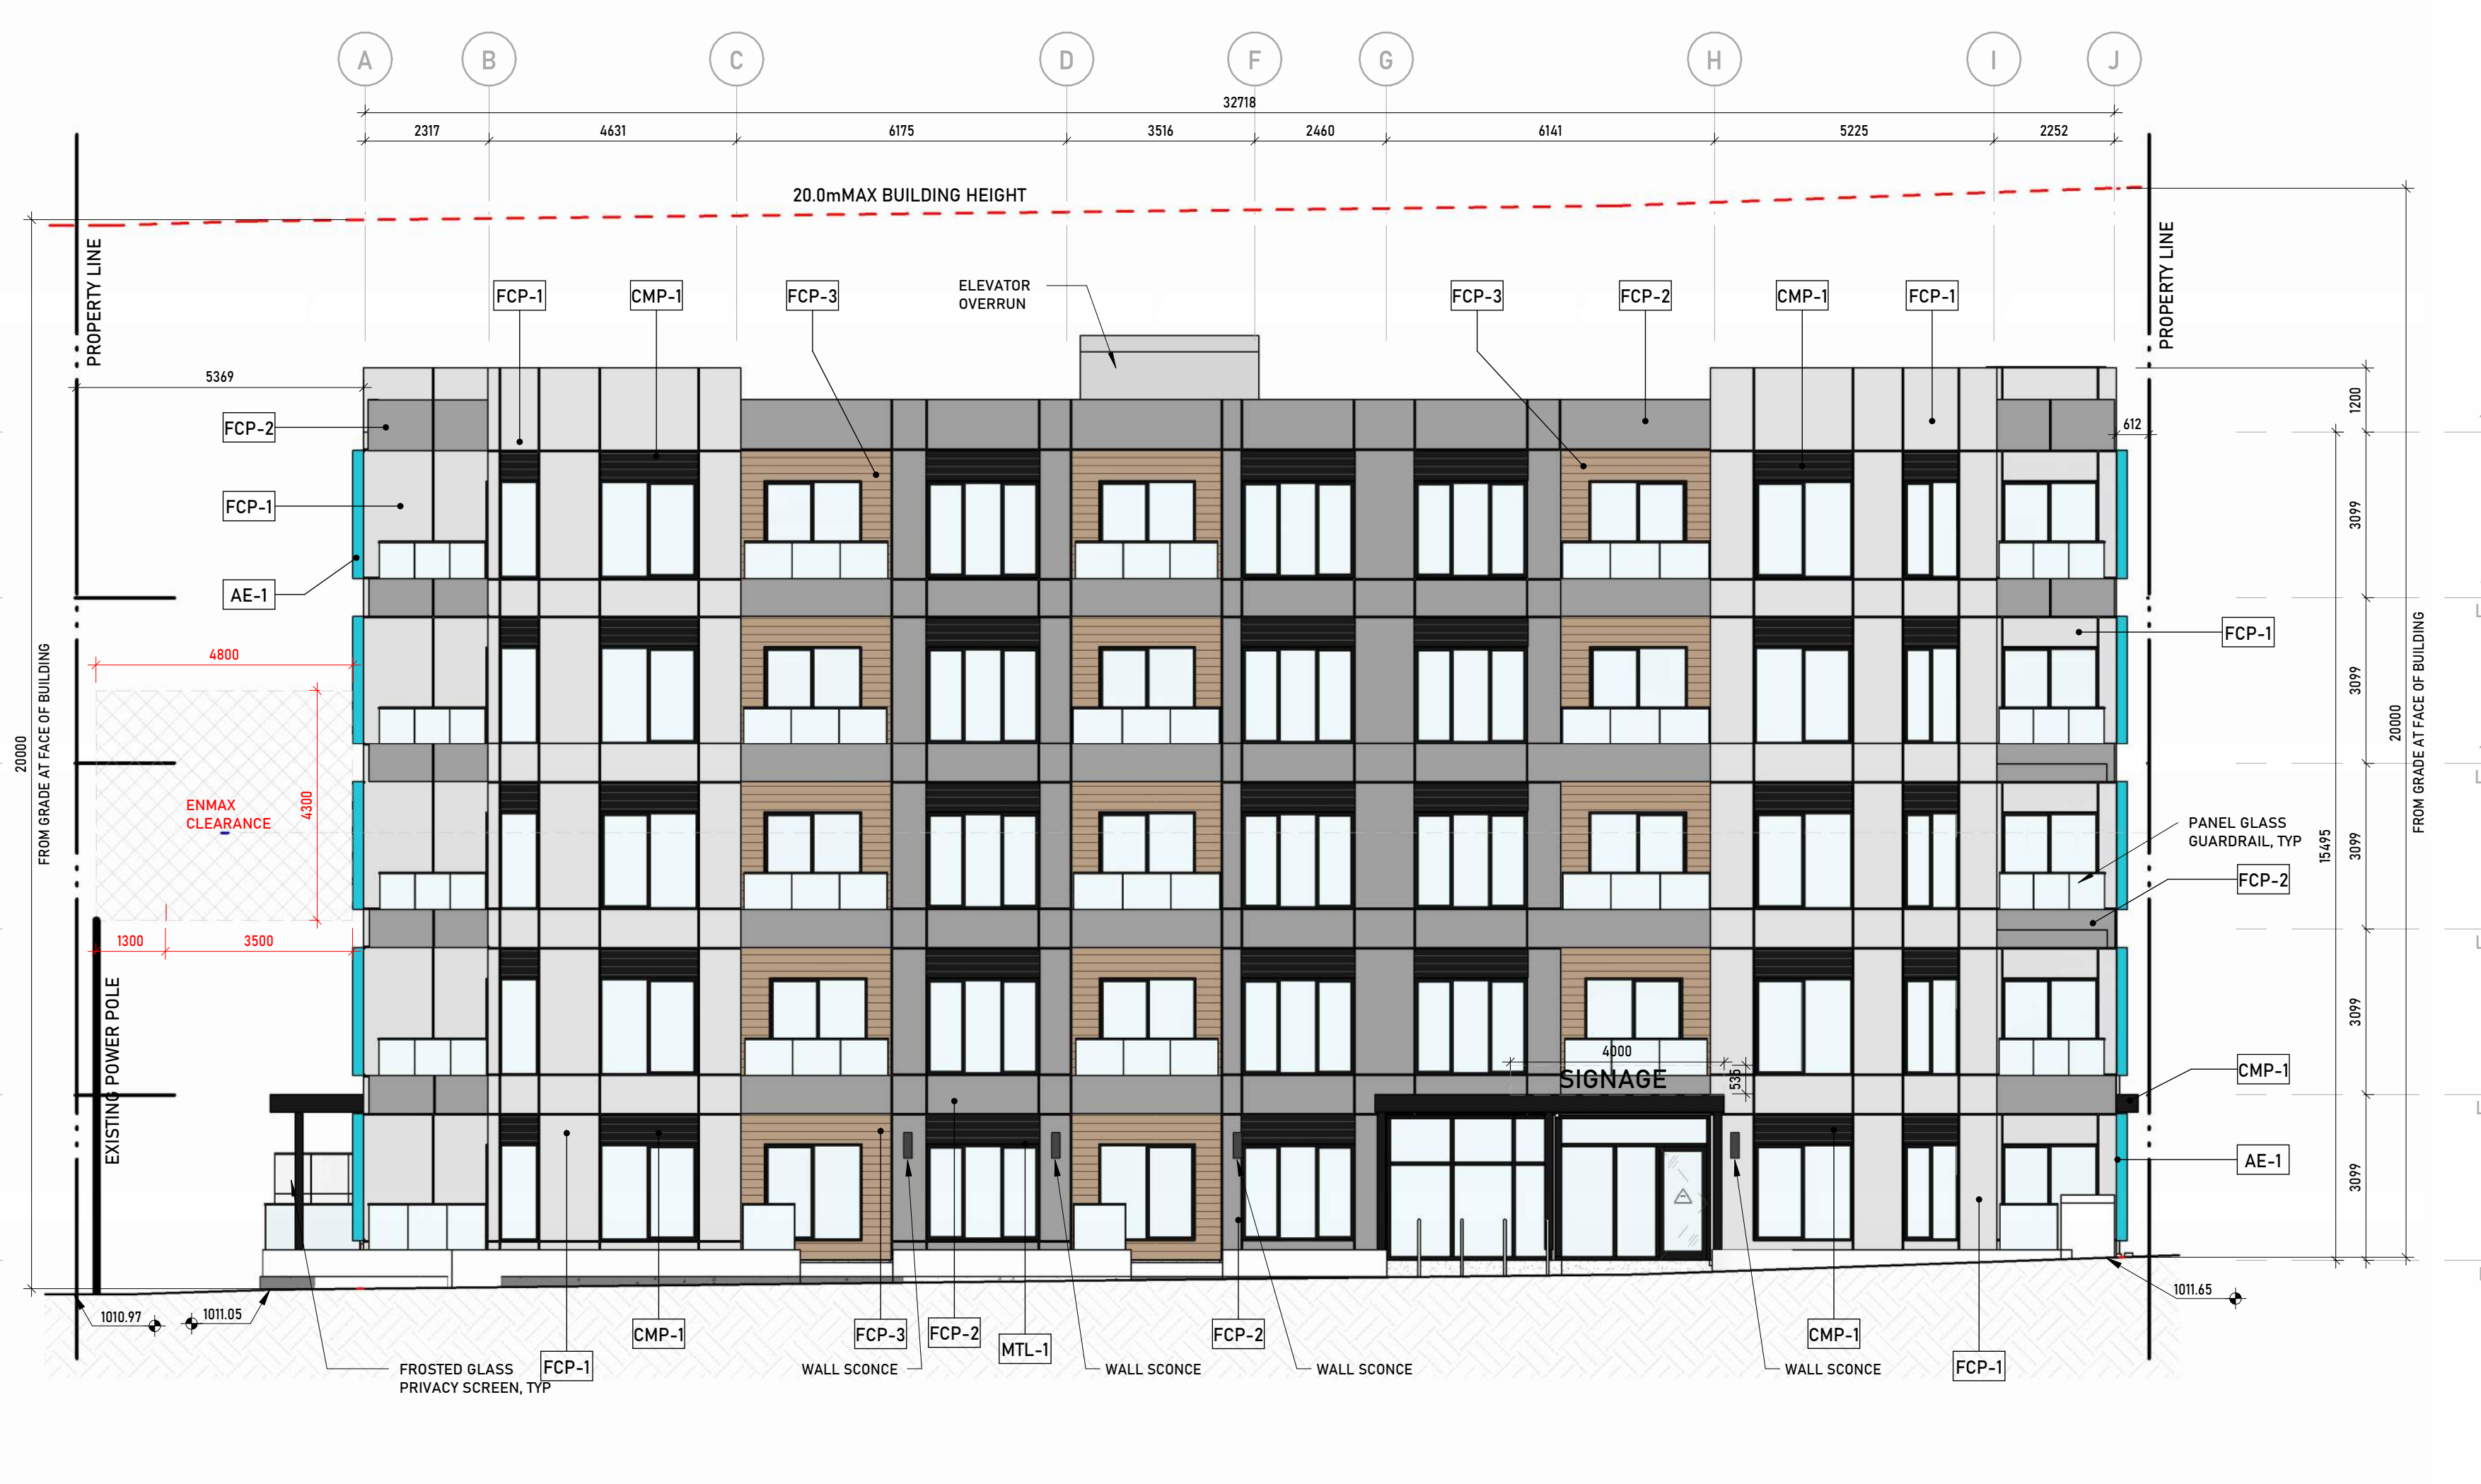 A
B
C
D
F
G
H
I
J
32718
2317
4631
6175
3516
2460
6141
5225
2252
20.0mMAX BUILDING HEIGHT
PROPERTY LINE
PROPERTY LINE
FCP-1
CMP-1
FCP-3
ELEVATOR
OVERRUN
FCP-3
FCP-2
CMP-1
FCP-1
5369
1200
612
FCP-2
FCP-1
3099
AE-1
FCP-1
4800
3099
20000
FROM GRADE AT FACE OF BUILDING
20000
FROM GRADE AT FACE OF BUILDING
ENMAX
CLEARANCE
4300
PANEL GLASS
GUARDRAIL, TYP
15495
3099
FCP-2
1300
3500
EXISTING POWER POLE
3099
4000
SIGNAGE
535
CMP-1
AE-1
3099
1010.97
1011.05
1011.65
CMP-1
FCP-3
FCP-2
MTL-1
FCP-2
CMP-1
FROSTED GLASS
PRIVACY SCREEN, TYP
FCP-1
WALL SCONCE
WALL SCONCE
WALL SCONCE
WALL SCONCE
FCP-1